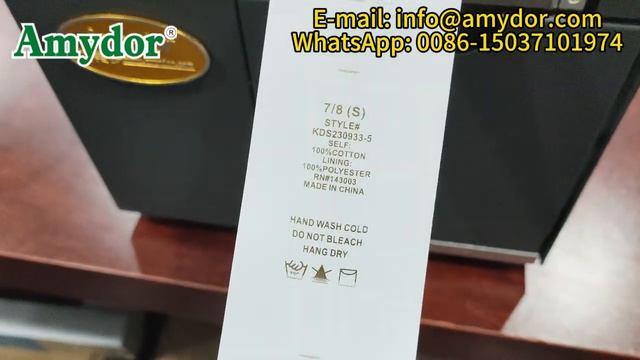 Amydor®
E-mail: info@amydor.com
WhatsApp: 0086-15037101974
7/8 (S)
STYLE#
KDS230933-5
SELF:
100%COTTON
LINING:
100%POLYESTER
RN#143003
MADE IN CHINA
HAND WASH COLD
DO NOT BLEACH
HANG DRY